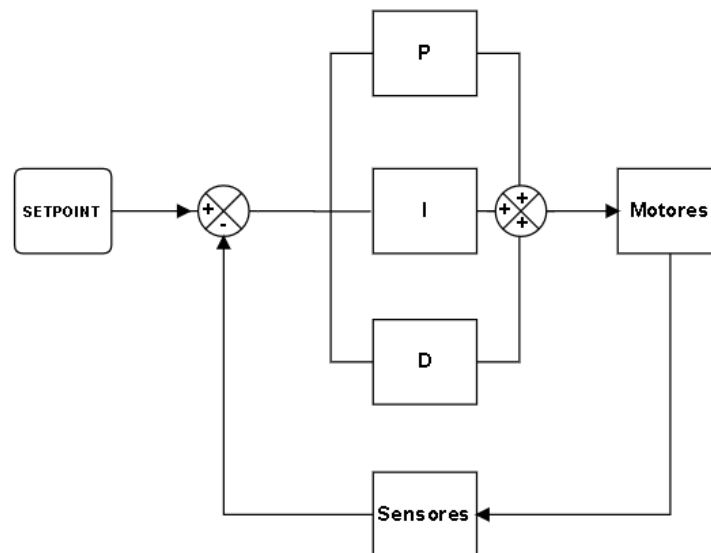 P
SETPOINT
+
-
I
+
+
+
Motores
D
Sensores